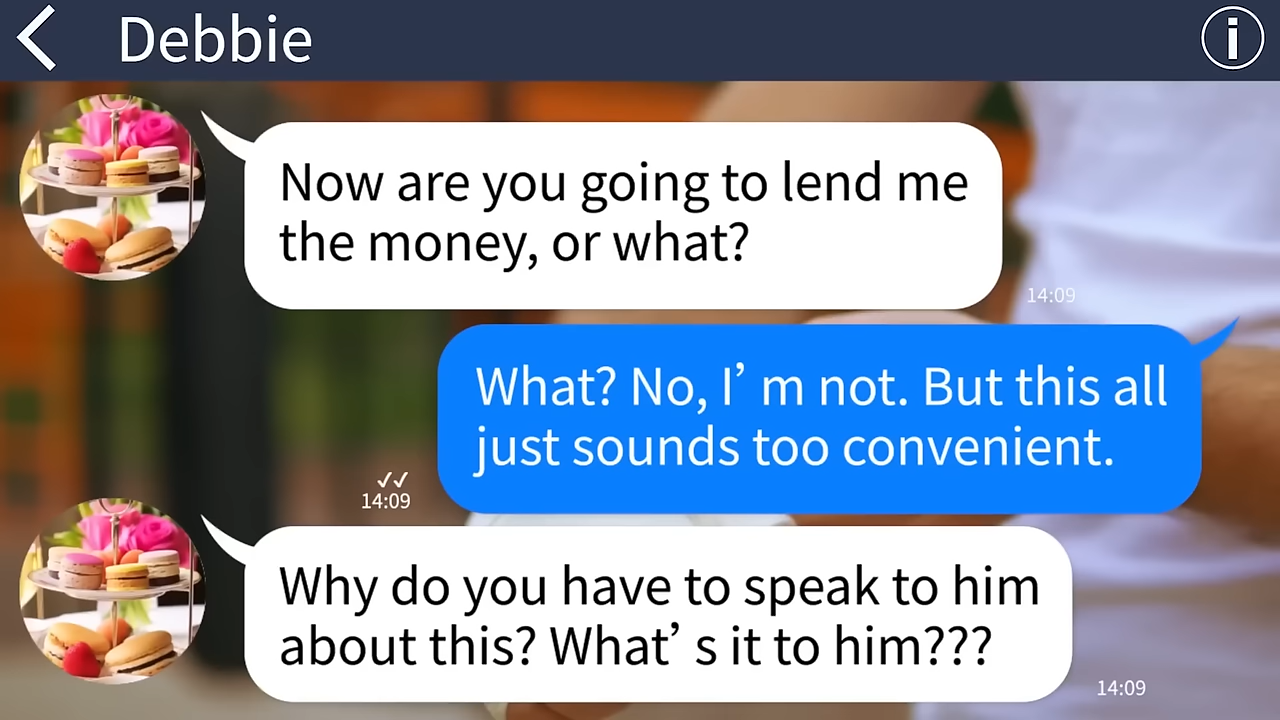 Debbie
Now are you going to lend me
the money, or what?
14:09
What? No, I’m not. But this all
just sounds too convenient.
14:09
Why do you have to speak to him
about this? What’s it to him???
14:09